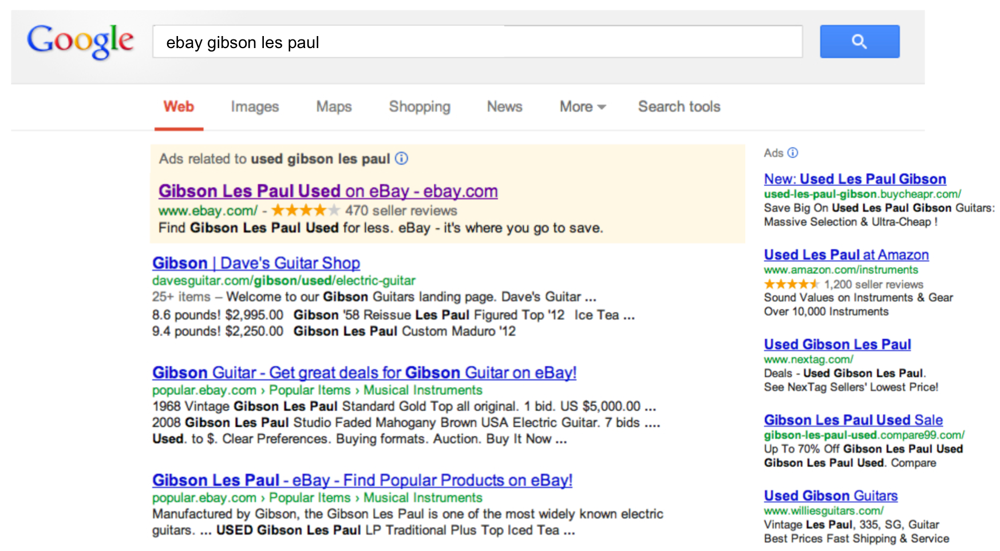 Google
ebay gibson les paul
Web Images Maps Shopping News More Search tools
Ads related to used gibson les paul
Gibson Les Paul Used on eBay - ebay.com
www.ebay.com/ - 470 seller reviews
Find Gibson Les Paul Used for less. eBay - it's where you go to save.
Gibson | Dave's Guitar Shop
davesguitar.com/gibson/used/electric-guitar
25+ items – Welcome to our Gibson Guitars landing page. Dave's Guitar ...
8.6 pounds! $2,995.00 Gibson '58 Reissue Les Paul Figured Top '12 Ice Tea ...
9.4 pounds! $2,250.00 Gibson Les Paul Custom Maduro '12
Gibson Guitar - Get great deals for Gibson Guitar on eBay!
popular.ebay.com › Popular Items › Musical Instruments
1968 Vintage Gibson Les Paul Standard Gold Top all original. 1 bid. US $5,000.00 ...
2008 Gibson Les Paul Studio Faded Mahogany Brown USA Electric Guitar. 7 bids ....
Used. to $. Clear Preferences. Buying formats. Auction. Buy It Now ...
Gibson Les Paul - eBay - Find Popular Products on eBay!
popular.ebay.com › Popular Items › Musical Instruments
Manufactured by Gibson, the Gibson Les Paul is one of the most widely known electric
guitars. ... USED Gibson Les Paul LP Traditional Plus Top Iced Tea ...
Ads
New: Used Les Paul Gibson
used-les-paul-gibson.buycheapr.com/
Save Big On Used Les Paul Gibson Guitars:
Massive Selection & Ultra-Cheap !
Used Les Paul at Amazon
www.amazon.com/instruments
1,200 seller reviews
Sound Values on Instruments & Gear
Over 10,000 Instruments
Used Gibson Les Paul
www.nextag.com/
Deals - Used Gibson Les Paul.
See NexTag Sellers' Lowest Price!
Gibson Les Paul Used Sale
gibson-les-paul-used.compare99.com/
Up To 70% Off Gibson Les Paul Used
Gibson Les Paul Used. Compare
Used Gibson Guitars
www.williesguitars.com/
Vintage Les Paul, 335, SG, Guitar
Best Prices Fast Shipping & Service